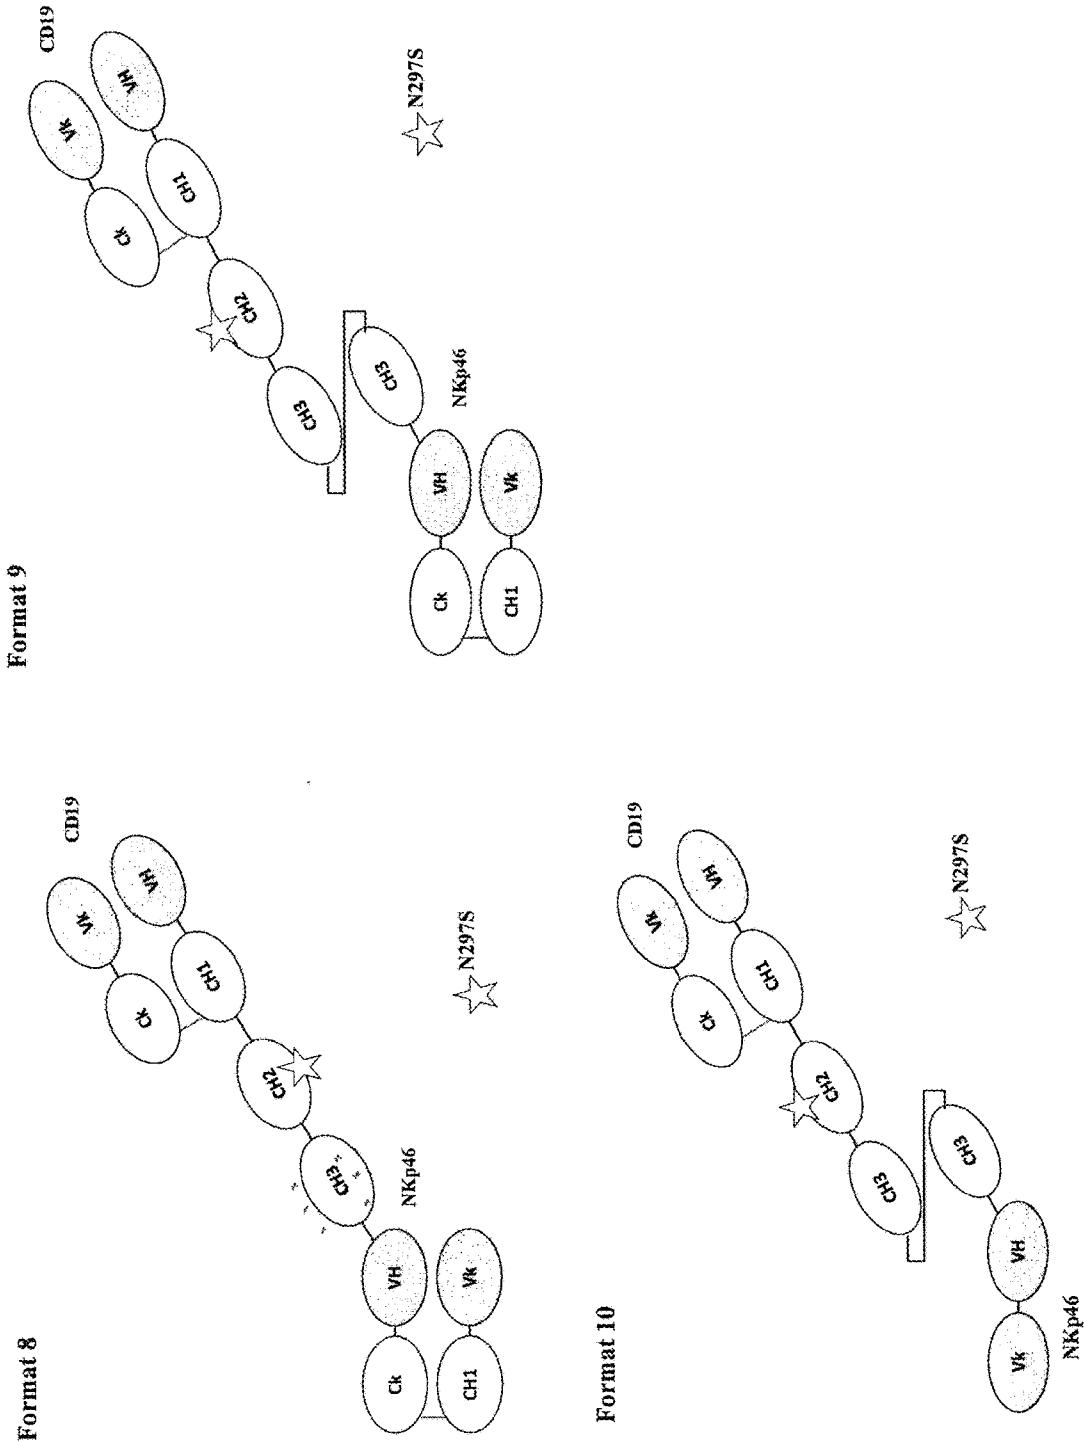 Format 8
CD19
Vk
VH
Ck
CH1
CH2
CH3
N297S
NKp46
VH
Vk
Ck
CH1
Format 9
CD19
Vk
VH
Ck
CH1
CH2
CH3
CH3
N297S
NKp46
VH
Vk
Ck
CH1
Format 10
CD19
Vk
VH
Ck
CH1
CH2
CH3
CH3
N297S
VH
Vk
NKp46